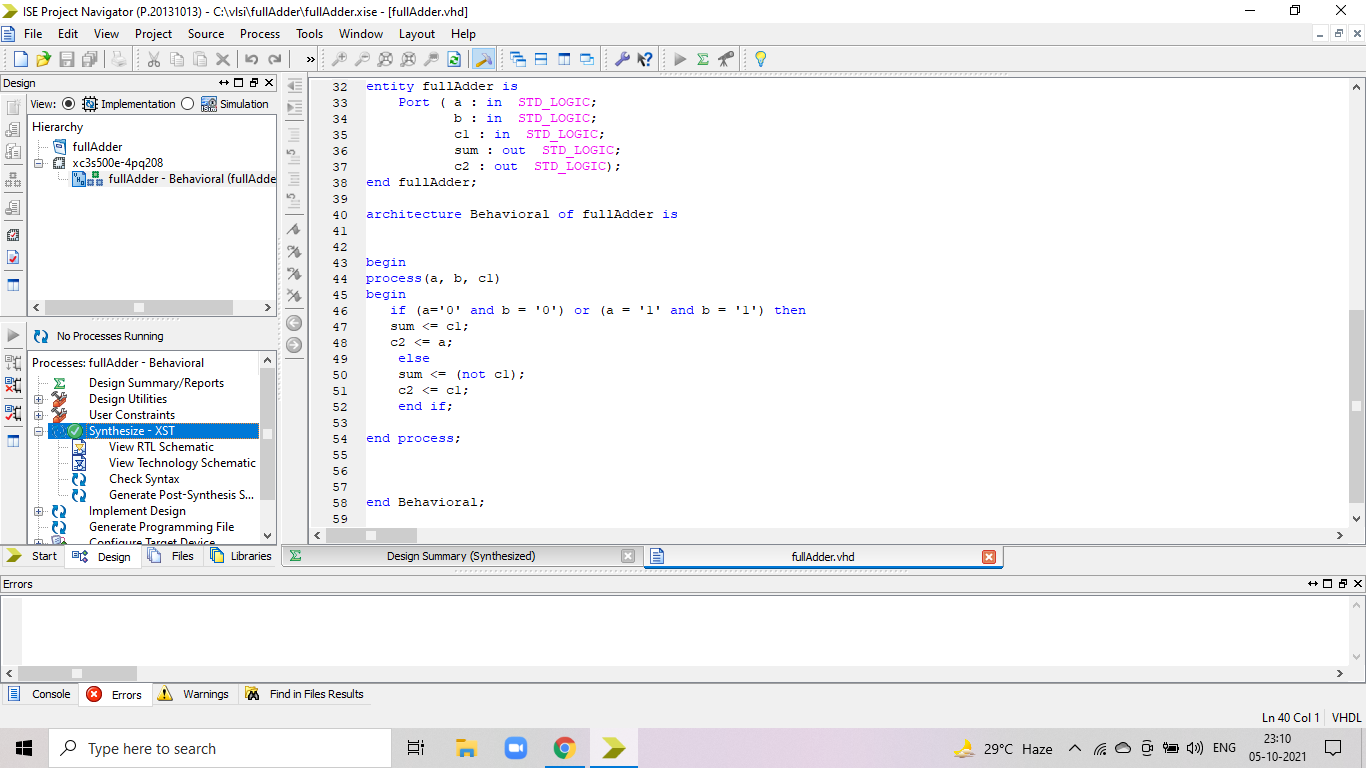 ISE Project Navigator (P.20131013) - C:\vlsi\fullAdder\fullAdder.xise - [fullAdder.vhd]
File Edit View Project Source Process Tools Window Layout Help
»
Design
View: Implementation Simulation
Hierarchy
fullAdder
xc3s500e-4pq208
fullAdder - Behavioral (fullAdde
No Processes Running
Processes: fullAdder - Behavioral
Design Summary/Reports
Design Utilities
User Constraints
Synthesize - XST
View RTL Schematic
View Technology Schematic
Check Syntax
Generate Post-Synthesis S...
Implement Design
Generate Programming File
Configure Target Device
Start Design Files Libraries
32 entity fullAdder is
33 Port ( a : in STD_LOGIC;
34 b : in STD_LOGIC;
35 c1 : in STD_LOGIC;
36 sum : out STD_LOGIC;
37 c2 : out STD_LOGIC);
38 end fullAdder;
39
40 architecture Behavioral of fullAdder is
41
42
43 begin
44 process(a, b, c1)
45 begin
46 if (a='0' and b = '0') or (a = '1' and b = '1') then
47 sum <= c1;
48 c2 <= a;
49 else
50 sum <= (not c1);
51 c2 <= c1;
52 end if;
53
54 end process;
55
56
57
58 end Behavioral;
59
Design Summary (Synthesized) fullAdder.vhd
Errors
Console Errors Warnings Find in Files Results
Ln 40 Col 1 VHDL
Type here to search
29°C Haze
ENG
23:10
05-10-2021